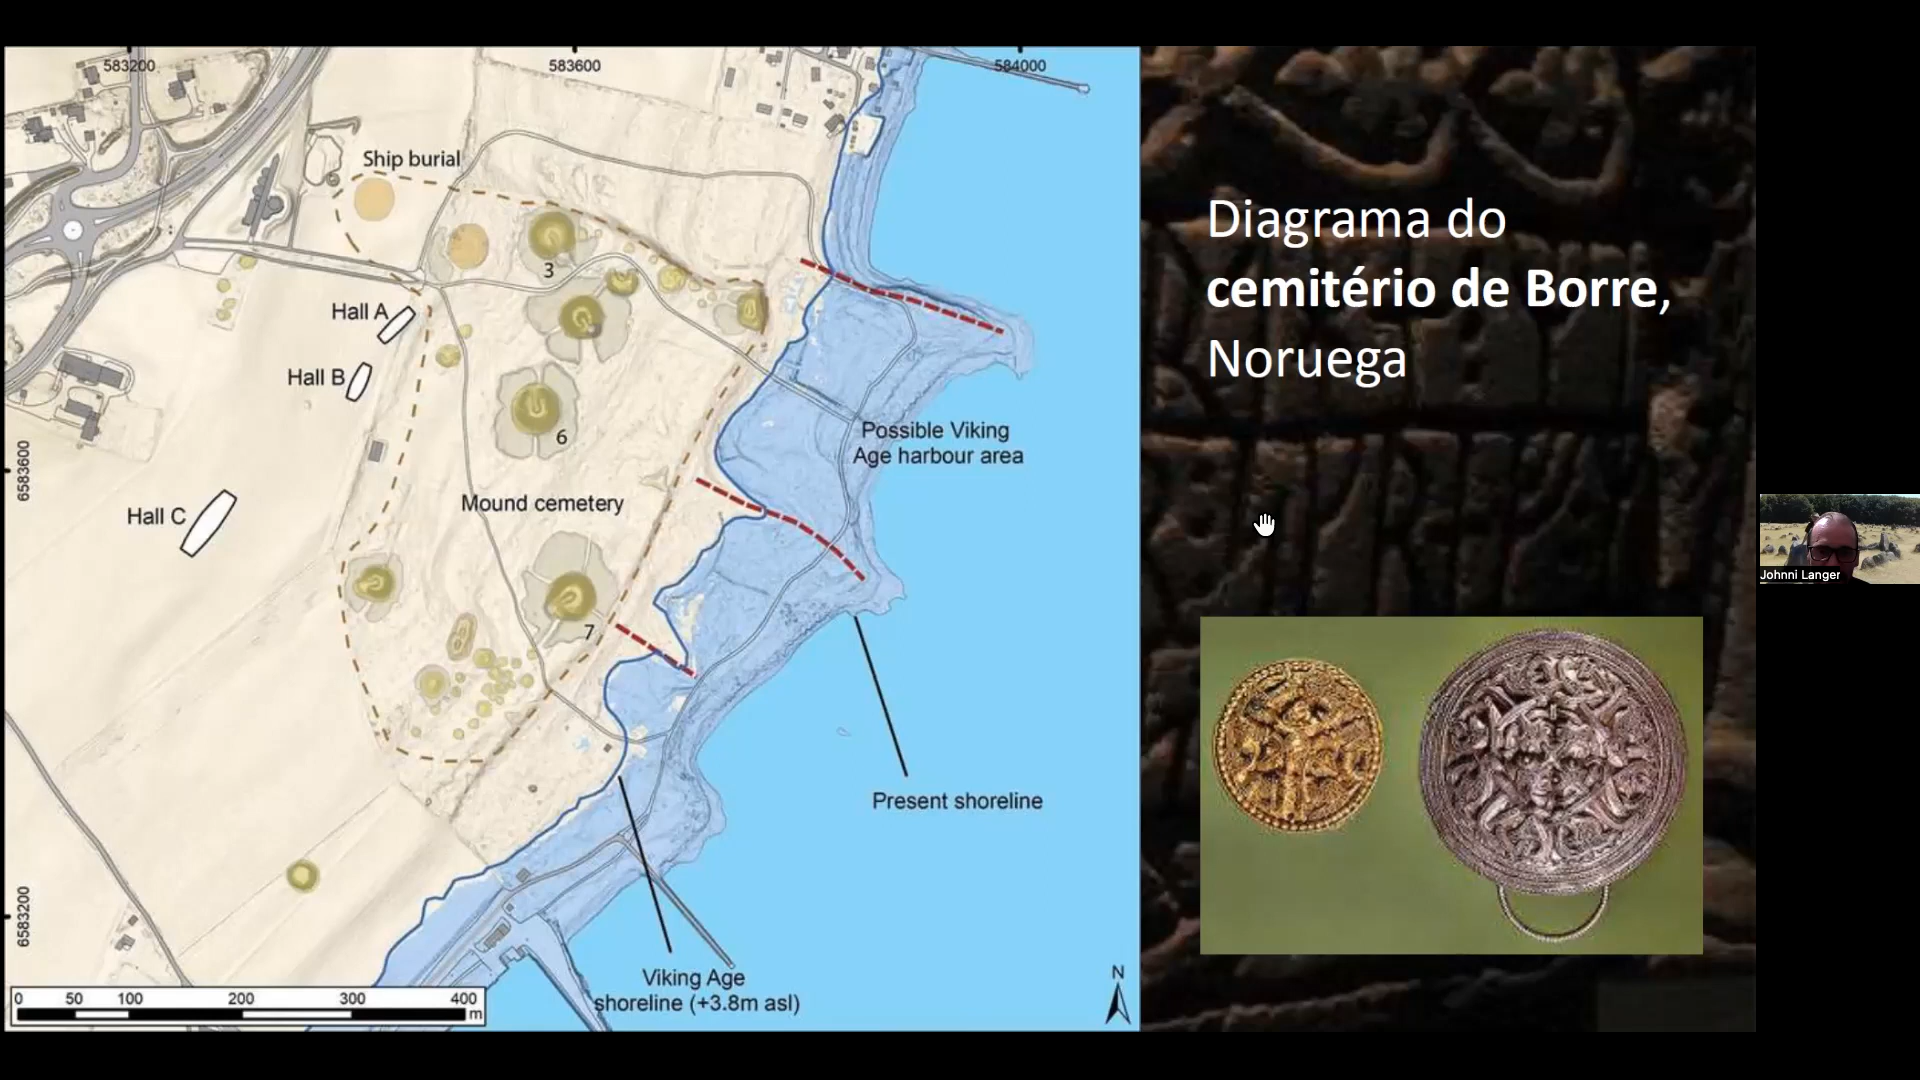 583200
583600
584000
Ship burial
3
Hall A
Hall B
6
Possible Viking
Age harbour area
6583600
Mound cemetery
Hall C
7
Present shoreline
6583200
Viking Age
shoreline (+3.8m asl)
N
0 50 100 200 300 400
m
Diagrama do
cemitério de Borre,
Noruega
Johnni Langer